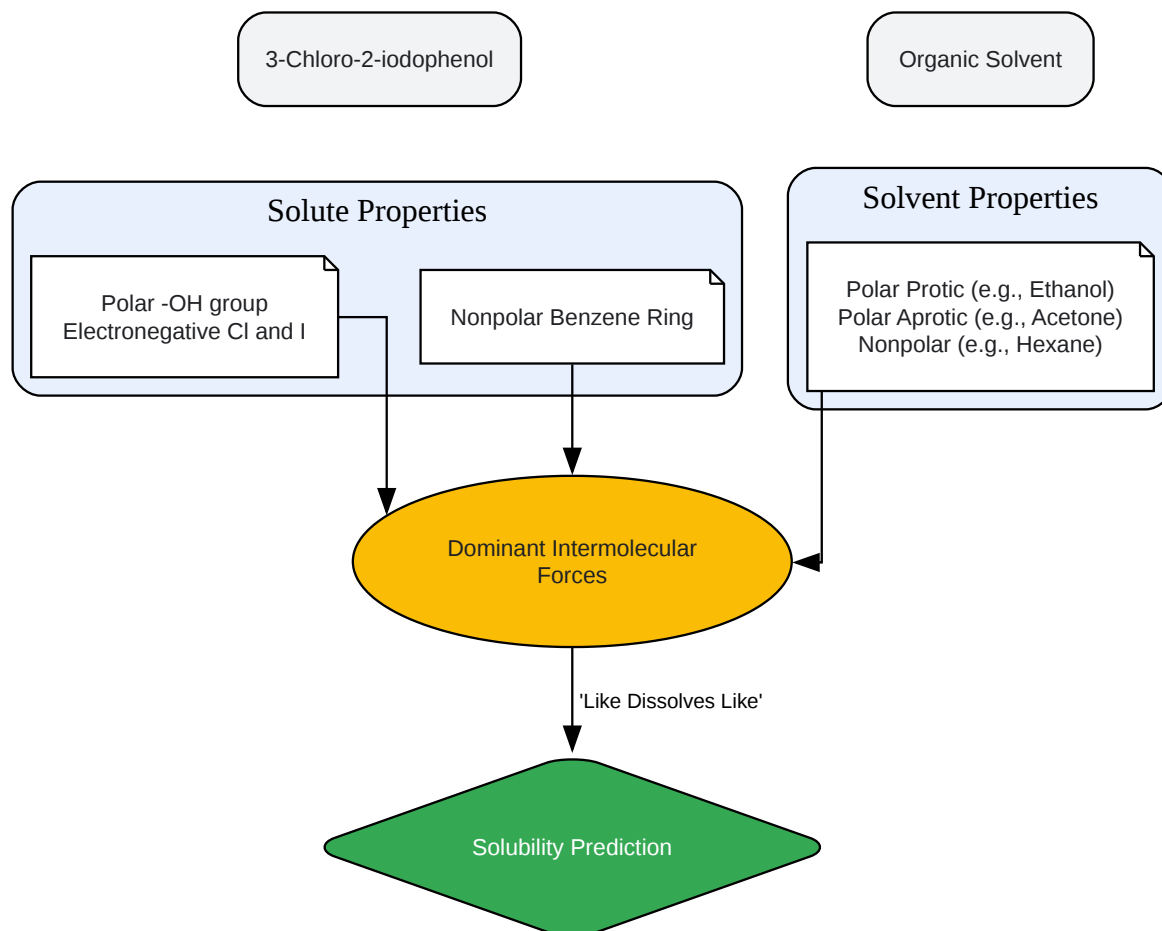 3-Chloro-2-iodophenol
Organic Solvent
Solute Properties
Polar -OH group
Electronegative Cl and I
Nonpolar Benzene Ring
Solvent Properties
Polar Protic (e.g., Ethanol)
Polar Aprotic (e.g., Acetone)
Nonpolar (e.g., Hexane)
Dominant Intermolecular
Forces
'Like Dissolves Like'
Solubility Prediction